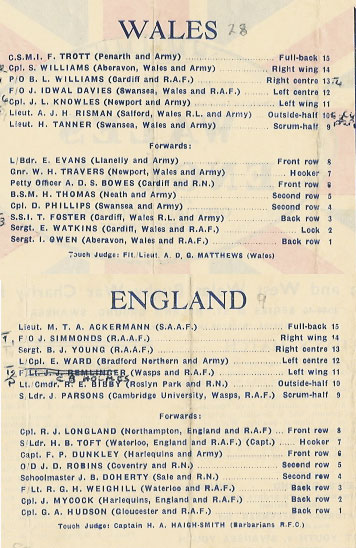 WALES 28
C.S.M.I. F. TROTT (Penarth and Army) Full-back 15
Cpl. S. WILLIAMS (Aberavon, Wales and Army) Right wing 14
P/O B. L. WILLIAMS (Cardiff and R.A.F.) Right centre 13
F/O J. IDWAL DAVIES (Swansea, Wales and R.A.F.) Left centre 12
Cpl. J. L. KNOWLES (Newport and Army) Left wing 11
Lieut. A. J. H RISMAN (Salford, Wales R.L. and Army) Outside-half 10
Lieut. H. TANNER (Swansea, Wales and Army) Scrum-half 9
Forwards:
L/Bdr. E. EVANS (Llanelly and Army) Front row 8
Gnr. W. H. TRAVERS (Newport, Wales and Army) Hooker 7
Petty Officer A. D. S. BOWES (Cardiff and R.N.) Front row 6
B.S.M. H. THOMAS (Neath and Army) Second row 5
Cpl. D. PHILLIPS (Swansea and Army) Second row 4
S.S.I. T. FOSTER (Cardiff, Wales R.L. and Army) Back row 3
Sergt. E. WATKINS (Cardiff, Wales and R.A.F.) Lock 2
Sergt. I. OWEN (Aberavon, Wales and R.A.F.) Back row 1
Touch Judge: Flt./Lieut. A. D. G. MATTHEWS (Wales)
ENGLAND 9
Lieut. M. T. A. ACKERMANN (S.A.A.F.) Full-back 15
F/O J. SIMMONDS (R.A.A.F.) Right wing 14
Sergt. B. J. YOUNG (R.A.A.F.) Right centre 13
L/Cpl. E. WARD (Bradford Northern and Army) Left centre 12
F/Lt. J. J. REMLINGER (Wasps and R.A.F.) Left wing 11
Lt./Cmdr. R. E. BIBBY (Roslyn Park and R.N.) Outside-half 10
S/Ldr. J. PARSONS (Cambridge University, Wasps, R.A.F.) Scrum-half 9
Forwards:
Cpl. R. J. LONGLAND (Northampton, England and R.A.F) Front row 8
S/Ldr. H. B. TOFT (Waterloo, England and R.A.F.) (Capt.) Hooker 7
Capt. F. P. DUNKLEY (Harlequins and Army) Front row 6
O/D J. D. ROBINS (Coventry and R.N.) Second row 5
Schoolmaster J. B. DOHERTY (Sale and R.N.) Second row 4
F/Lt. R. G. H. WEIGHILL (Waterloo and R.A.F.) Back row 3
Cpl. J. MYCOCK (Harlequins, England and R.A.F.) Back row 2
Cpl. G. A. HUDSON (Gloucester and R.A.F.) Back row 1
Touch Judge: Captain H. A. HAIGH-SMITH (Barbarians R.F.C.)